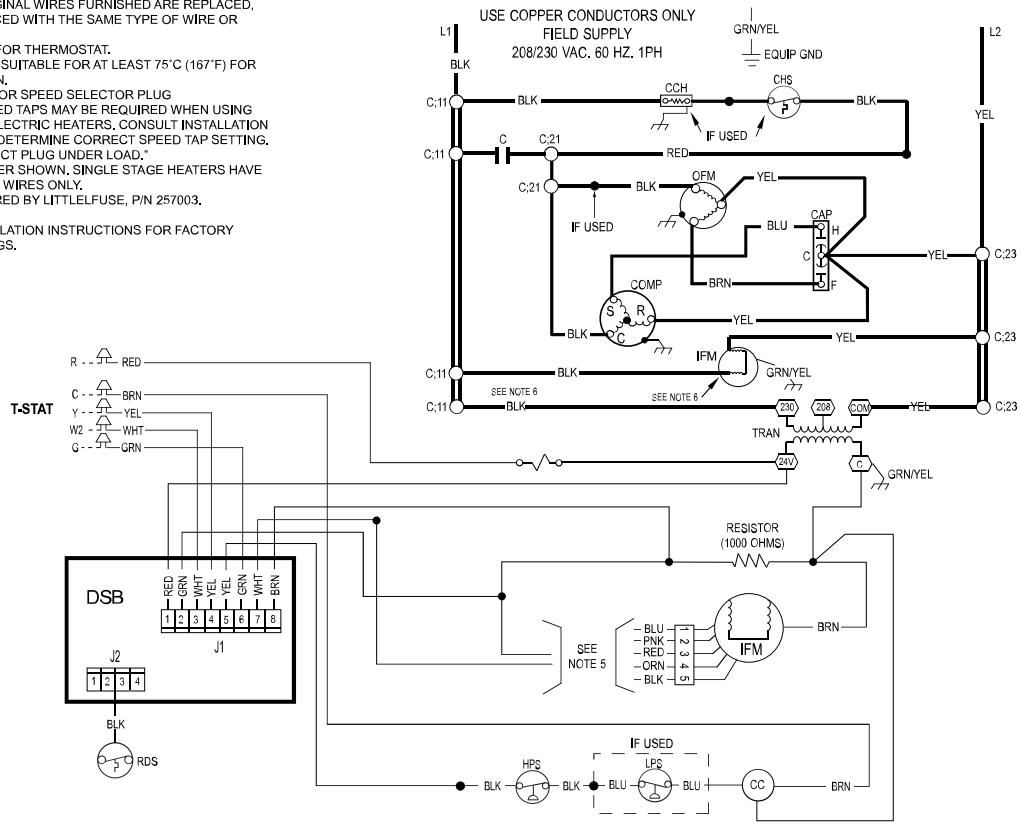 GINAL WIRES FURNISHED ARE REPLACED,
CED WITH THE SAME TYPE OF WIRE OR
FOR THERMOSTAT.
SUITABLE FOR AT LEAST 75°C (167°F) FOR
N.
OR SPEED SELECTOR PLUG
ED TAPS MAY BE REQUIRED WHEN USING
LECTRIC HEATERS. CONSULT INSTALLATION
DETERMINE CORRECT SPEED TAP SETTING.
CT PLUG UNDER LOAD."
ER SHOWN. SINGLE STAGE HEATERS HAVE
WIRES ONLY.
RED BY LITTLELFUSE, P/N 257003.
LATION INSTRUCTIONS FOR FACTORY
GS.
USE COPPER CONDUCTORS ONLY
FIELD SUPPLY
208/230 VAC. 60 HZ. 1PH
GRN/YEL
EQUIP GND
L1
BLK
L2
YEL
C;11
BLK
CCH
CHS
BLK
IF USED
C;11
C
C;21
RED
C;21
BLK
OFM
YEL
IF USED
BLU
CAP
H
C
F
YEL
C;23
BRN
COMP
S
R
C
BLK
YEL
YEL
C;23
IFM
C;11
BLK
GRN/YEL
SEE NOTE 6
SEE NOTE 6
C;11
BLK
230
208
COM
YEL
C;23
TRAN
24V
C
GRN/YEL
T-STAT
R
RED
C
BRN
Y
YEL
W2
WHT
G
GRN
RESISTOR
(1000 OHMS)
DSB
RED
GRN
WHT
YEL
YEL
GRN
WHT
BRN
1 2 3 4 5 6 7 8
J1
J2
1 2 3 4
BLK
RDS
SEE
NOTE 5
BLU 1
PNK 2
RED 3
ORN 4
BLK 5
IFM
BRN
IF USED
HPS
LPS
BLK
BLK
BLU
BLU
CC
BRN